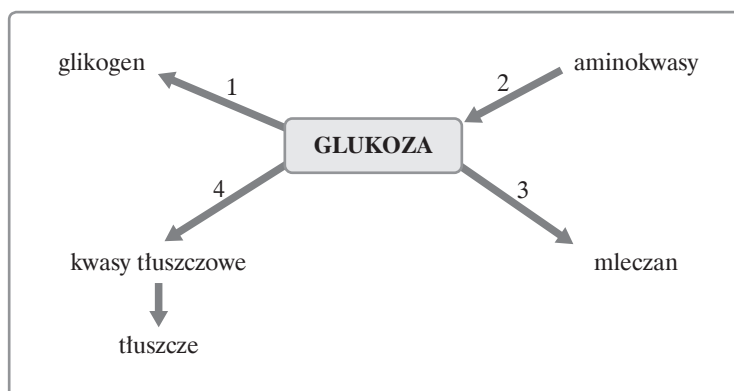 glikogen
aminokwasy
1
2
GLUKOZA
4
3
kwasy tłuszczowe
mleczan
tłuszcze